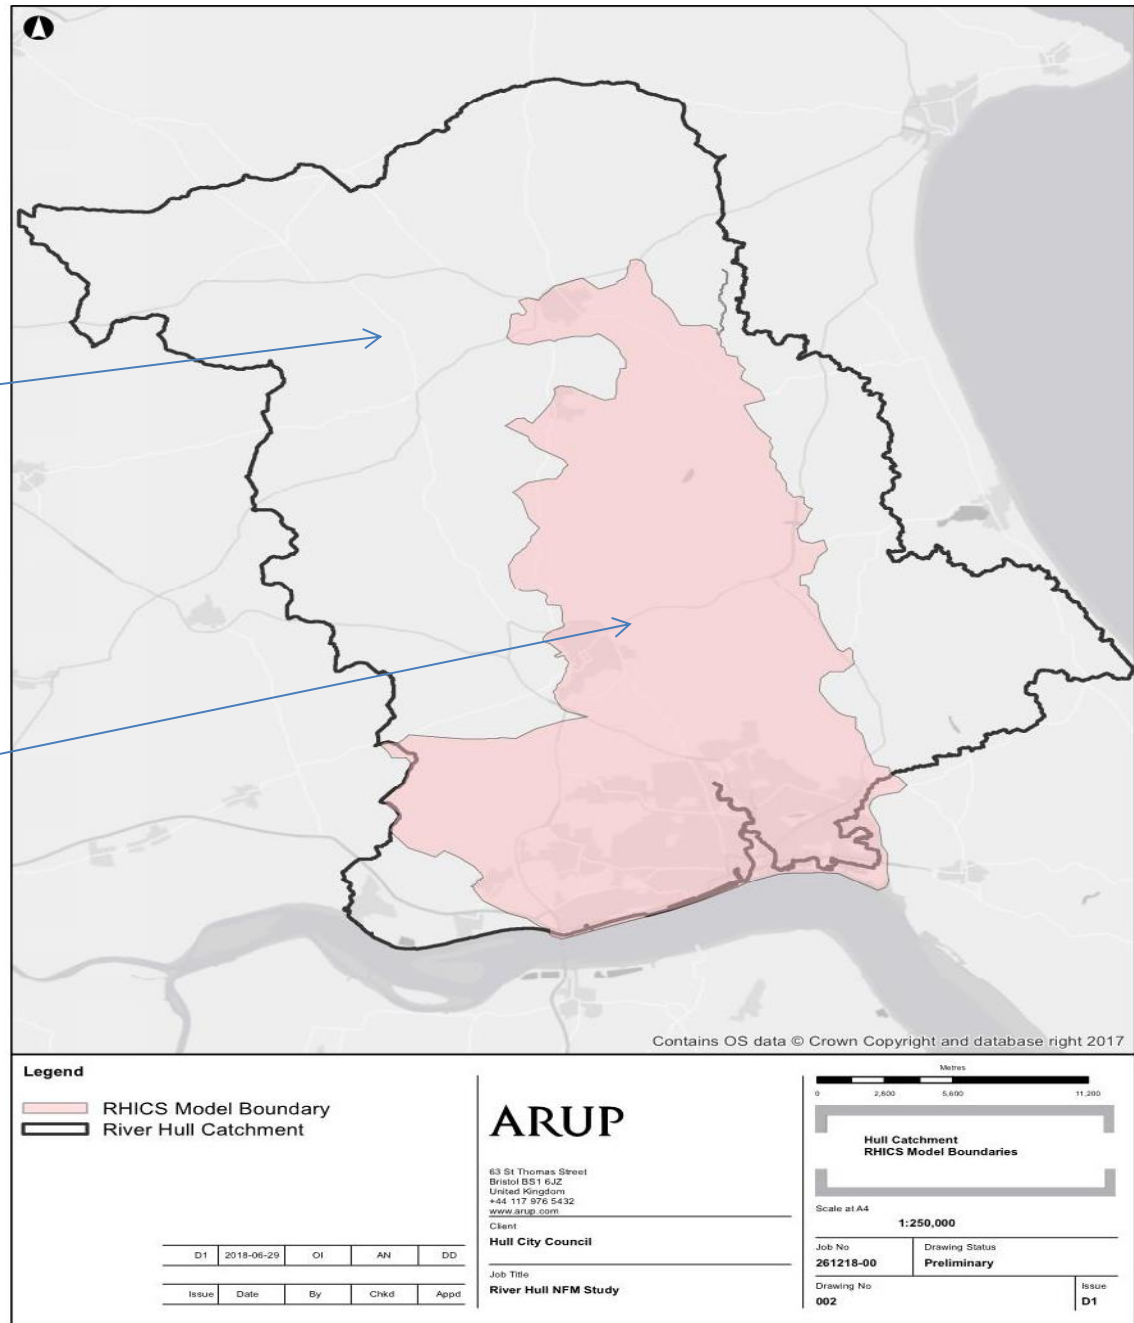 Contains OS data © Crown Copyright and database right 2017
Legend
RHICS Model Boundary
River Hull Catchment
D1 2018-06-29 OI AN DD
Issue Date By Chkd Appd
ARUP
63 St Thomas Street
Bristol BS1 6JZ
United Kingdom
+44 117 976 5432
www.arup.com
Client
Hull City Council
Job Title
River Hull NFM Study
Metres
0 2,800 5,600 11,200
Hull Catchment
RHICS Model Boundaries
Scale at A4
1:250,000
Job No
261218-00
Drawing Status
Preliminary
Drawing No
002
Issue
D1